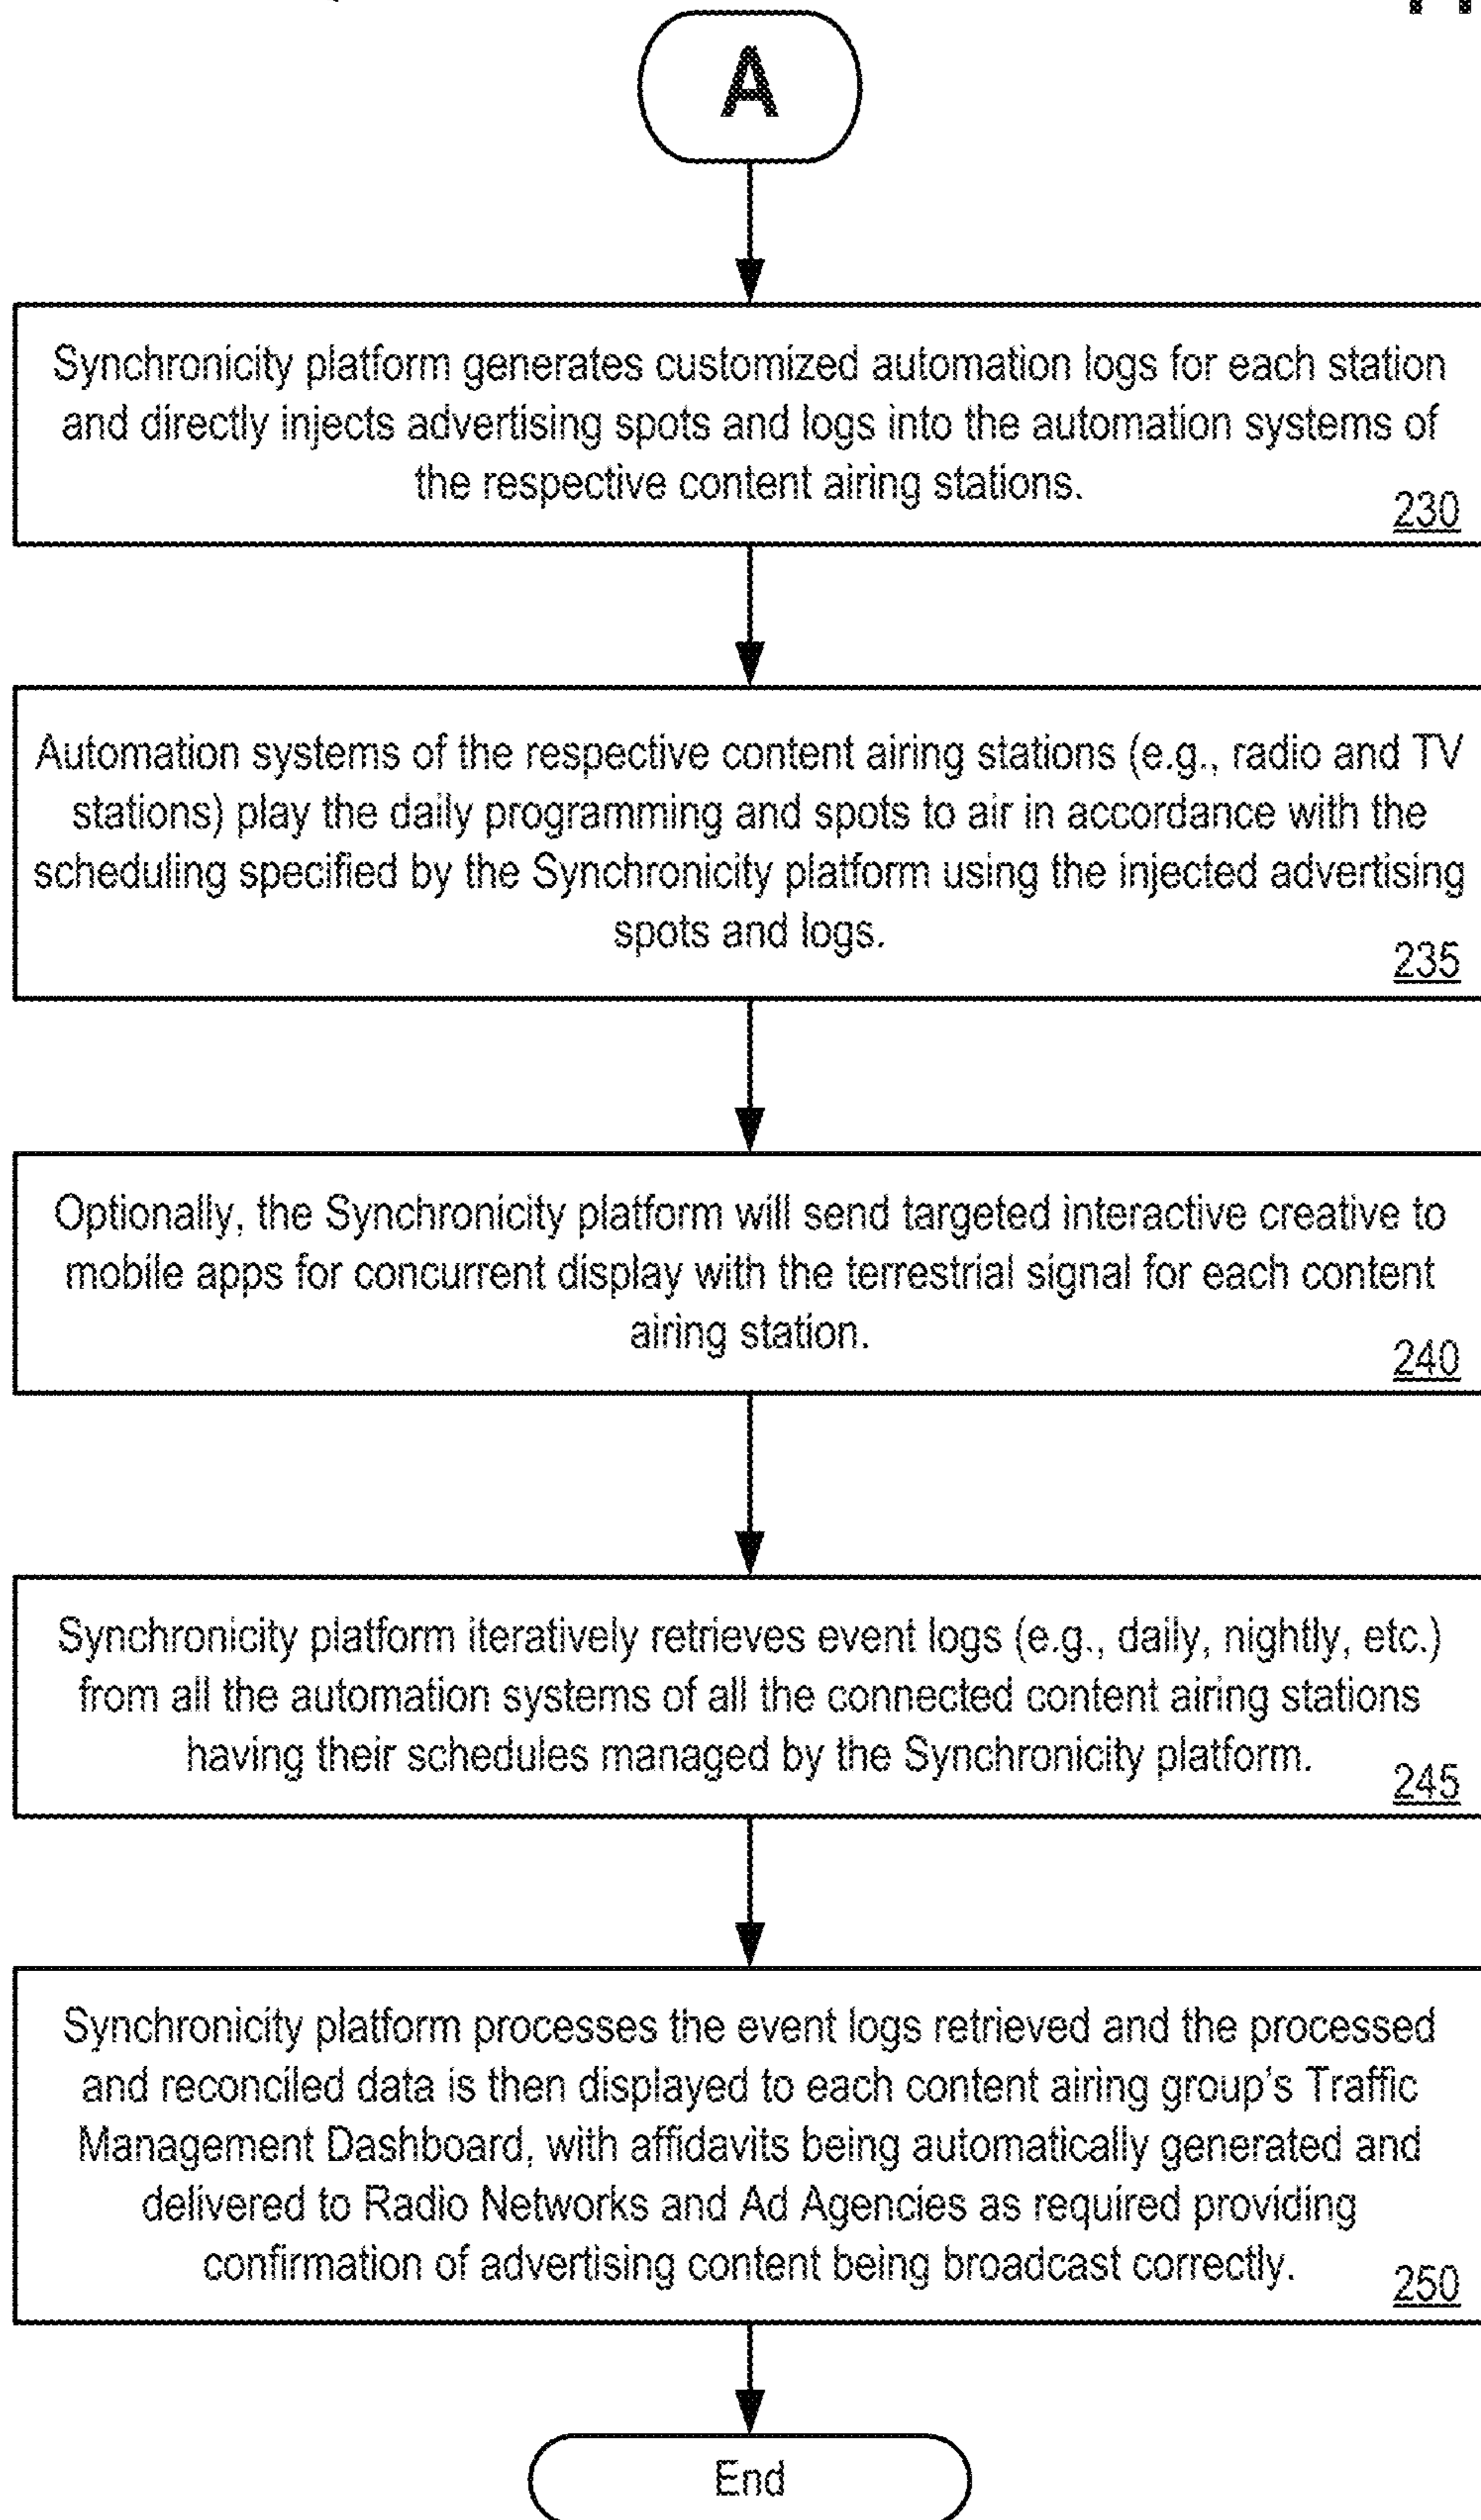 A
Synchronicity platform generates customized automation logs for each station
and directly injects advertising spots and logs into the automation systems of
the respective content airing stations.
230
Automation systems of the respective content airing stations (e.g., radio and TV
stations) play the daily programming and spots to air in accordance with the
scheduling specified by the Synchronicity platform using the injected advertising
spots and logs.
235
Optionally, the Synchronicity platform will send targeted interactive creative to
mobile apps for concurrent display with the terrestrial signal for each content
airing station.
240
Synchronicity platform iteratively retrieves event logs (e.g., daily, nightly, etc.)
from all the automation systems of all the connected content airing stations
having their schedules managed by the Synchronicity platform.
245
Synchronicity platform processes the event logs retrieved and the processed
and reconciled data is then displayed to each content airing group's Traffic
Management Dashboard, with affidavits being automatically generated and
delivered to Radio Networks and Ad Agencies as required providing
confirmation of advertising content being broadcast correctly.
250
End